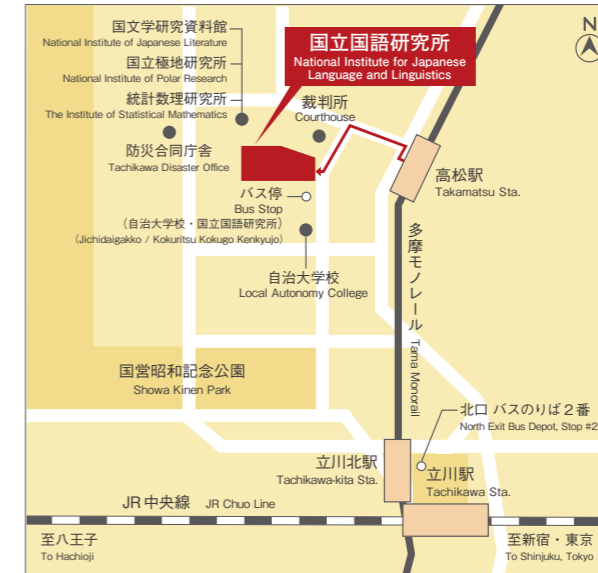 国文学研究資料館
National Institute of Japanese Literature
国立極地研究所
National Institute of Polar Research
統計数理研究所
The Institute of Statistical Mathematics
防災合同庁舎
Tachikawa Disaster Office
国立国語研究所
National Institute for Japanese
Language and Linguistics
裁判所
Courthouse
N
高松駅
Takamatsu Sta.
バス停
Bus Stop
（自治大学校・国立国語研究所）
(Jichidaigakko / Kokuritsu Kokugo Kenkyujo)
自治大学校
Local Autonomy College
多摩モノレール Tama Monorail
国営昭和記念公園
Showa Kinen Park
北口 バスのりば２番
North Exit Bus Depot, Stop #2
立川北駅
Tachikawa-kita Sta.
立川駅
Tachikawa Sta.
JR 中央線 JR Chuo Line
至八王子
To Hachioji
至新宿・東京
To Shinjuku, Tokyo